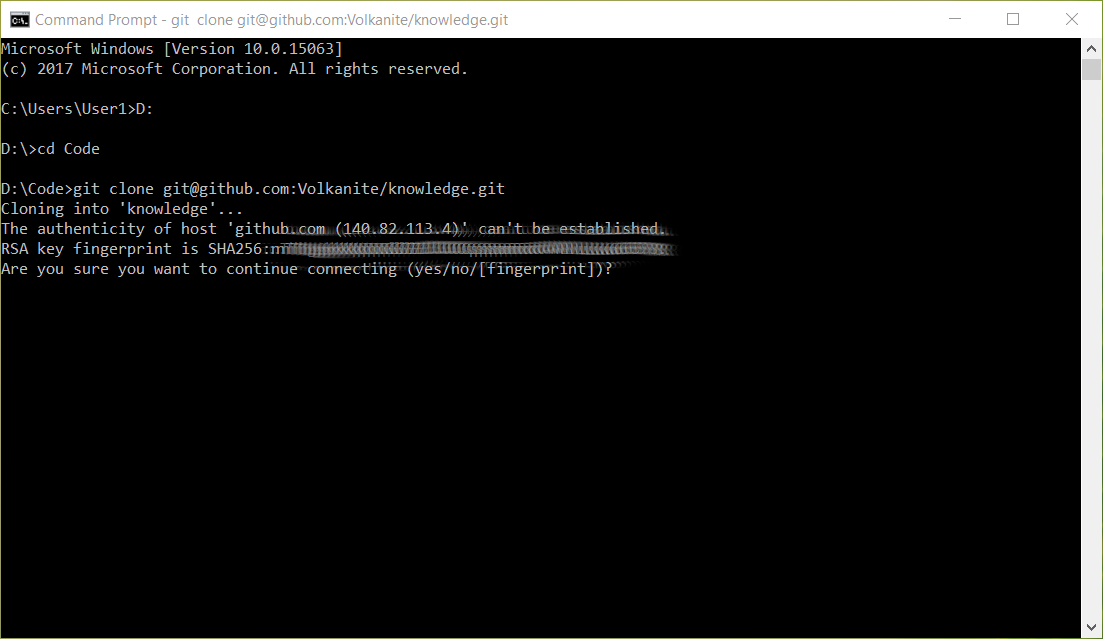 Command Prompt - git  clone git@github.com:Volkanite/knowledge.git
Microsoft Windows [Version 10.0.15063]
(c) 2017 Microsoft Corporation. All rights reserved.
C:\Users\User1>D:
D:\>cd Code
D:\Code>git clone git@github.com:Volkanite/knowledge.git
Cloning into 'knowledge'...
The authenticity of host 'github.com (140.82.113.4)' can't be established.
RSA key fingerprint is SHA256:
Are you sure you want to continue connecting (yes/no/[fingerprint])?